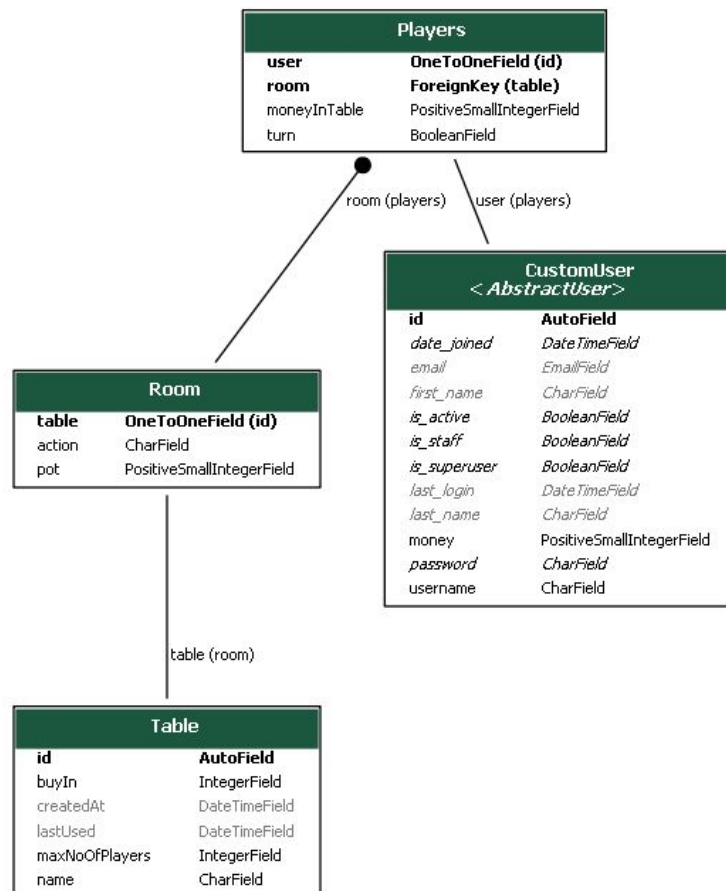 Players
user OneToOneField (id)
room ForeignKey (table)
moneyInTable PositiveSmallIntegerField
turn BooleanField
room (players) user (players)
CustomUser
<AbstractUser>
id AutoField
date_joined DateTimeField
email EmailField
first_name CharField
is_active BooleanField
is_staff BooleanField
is_superuser BooleanField
last_login DateTimeField
last_name CharField
money PositiveSmallIntegerField
password CharField
username CharField
Room
table OneToOneField (id)
action CharField
pot PositiveSmallIntegerField
table (room)
Table
id AutoField
buyIn IntegerField
createdAt DateTimeField
lastUsed DateTimeField
maxNoOfPlayers IntegerField
name CharField